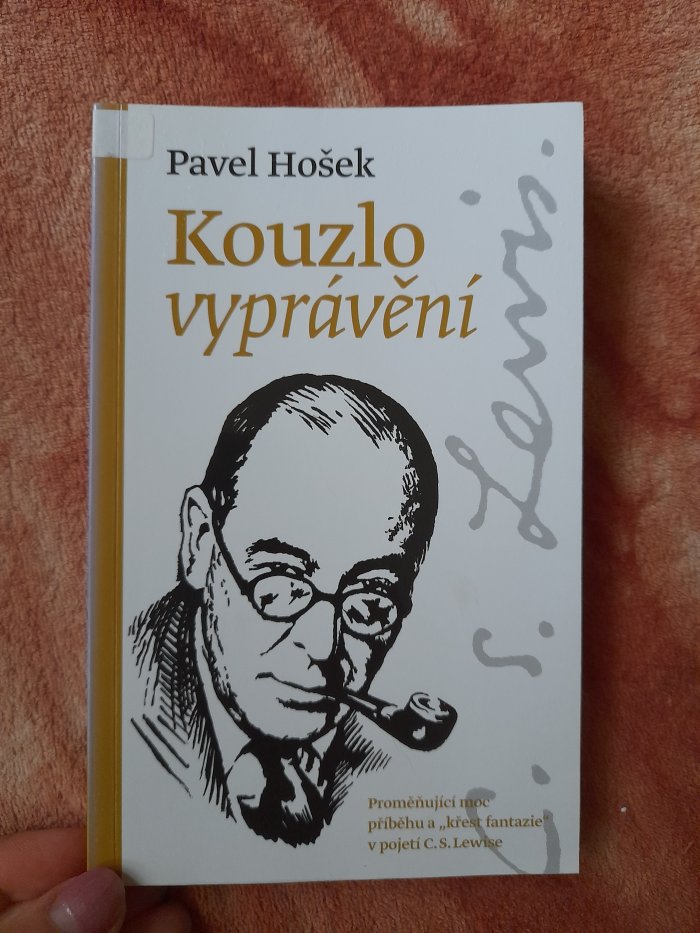 Pavel Hošek
Kouzlo
vyprávění
C. S. Lewis.
Proměňující moc
příběhu a „křest fantazie“
v pojetí C. S. Lewise